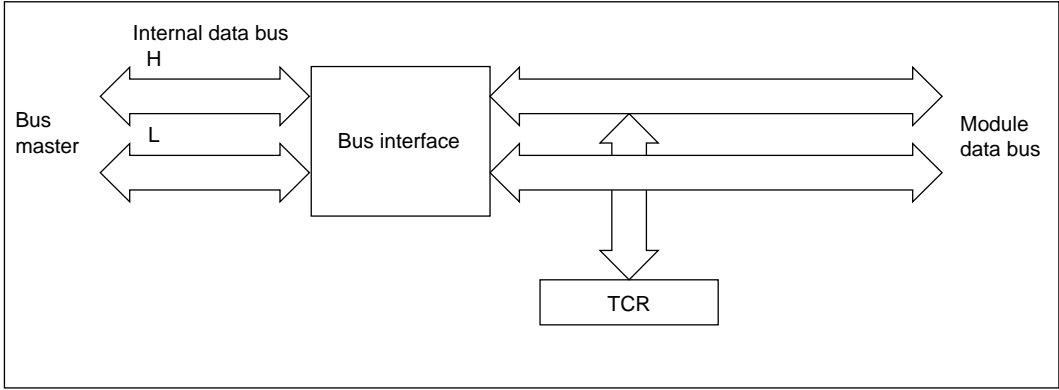 Internal data bus
H
Bus
master
L
Bus interface
Module
data bus
TCR